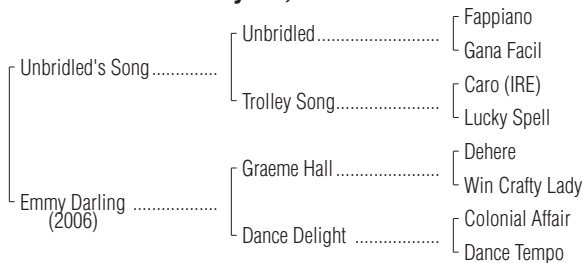 Fappiano
Unbridled..............................
Gana Facil
Unbridled's Song..............
Caro (IRE)
Trolley Song.........................
Lucky Spell
Dehere
Graeme Hall.........................
Win Crafty Lady
Emmy Darling ..................
(2006)
Colonial Affair
Dance Delight ....................
Dance Tempo